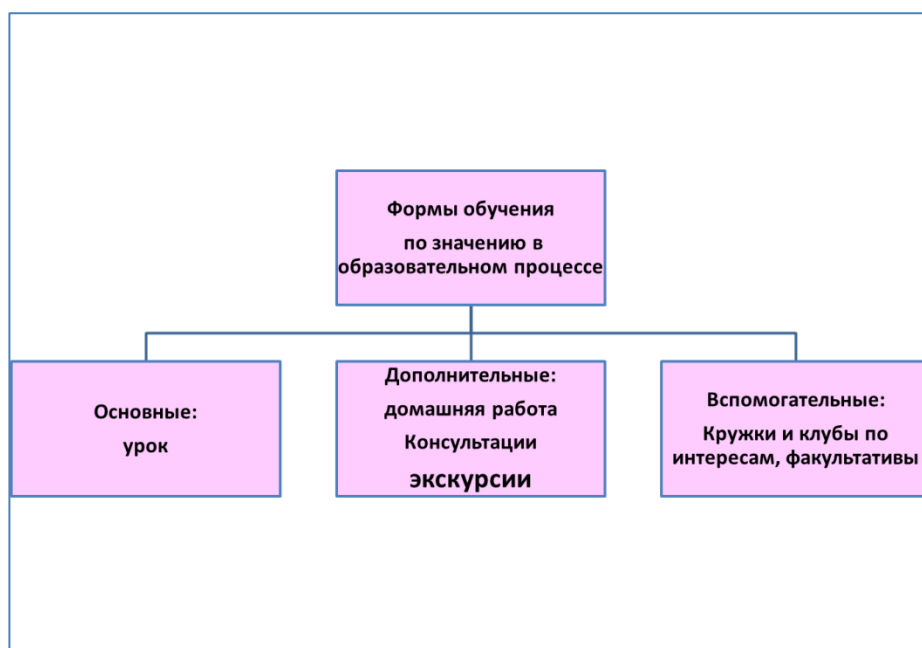 Формы обучения
по значению в
образовательном процессе
Основные:
урок
Дополнительные:
домашняя работа
Консультации
экскурсии
Вспомогательные:
Кружки и клубы по
интересам, факультативы